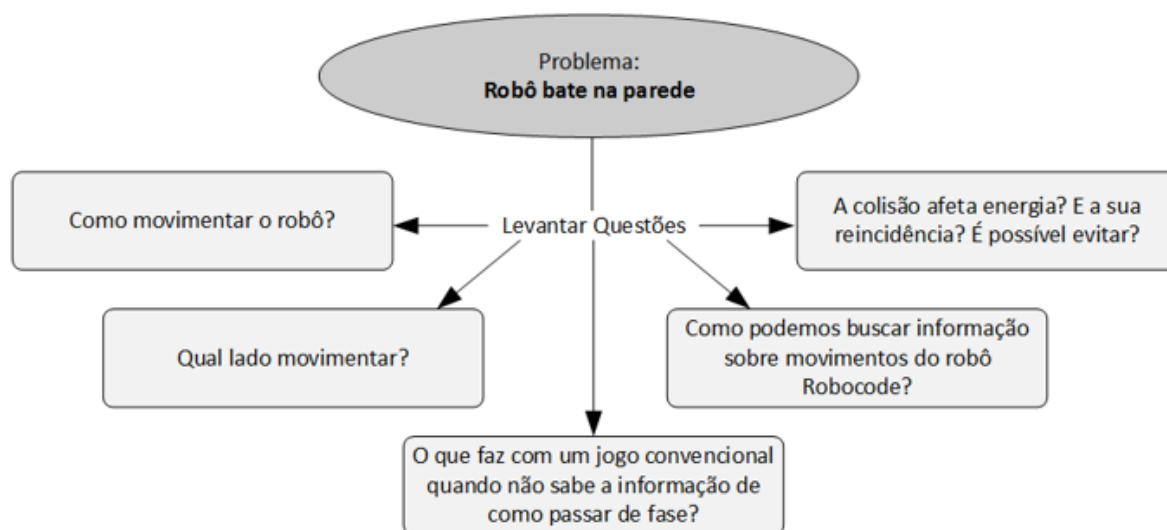 Problema:
Robô bate na parede
Levantar Questões
Como movimentar o robô?
A colisão afeta energia? E a sua
reincidência? É possível evitar?
Qual lado movimentar?
Como podemos buscar informação
sobre movimentos do robô
Robocode?
O que faz com um jogo convencional
quando não sabe a informação de
como passar de fase?